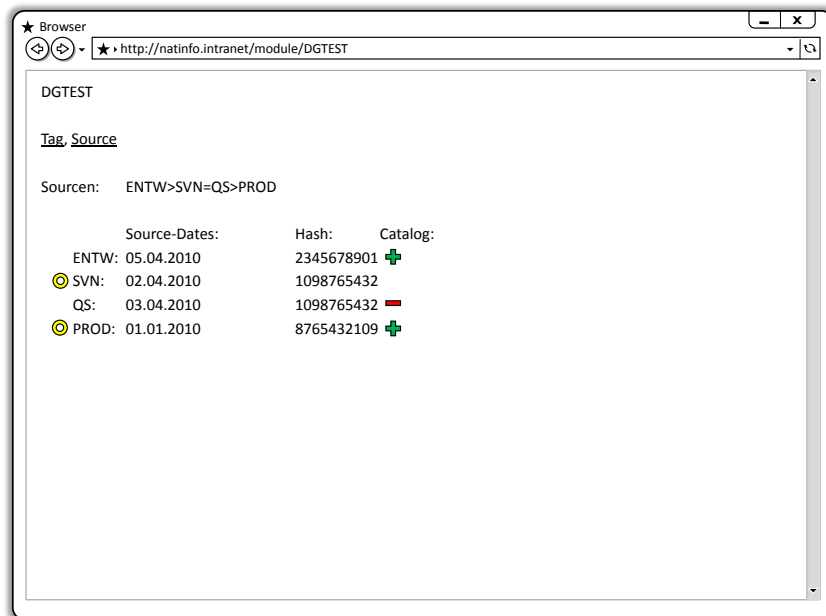 Browser
http://natinfo.intranet/module/DGTEST
DGTEST
Tag, Source
Sourcen: ENTW>SVN=QS>PROD
Source-Dates: Hash: Catalog:
ENTW: 05.04.2010 2345678901
SVN: 02.04.2010 1098765432
QS: 03.04.2010 1098765432
PROD: 01.01.2010 8765432109